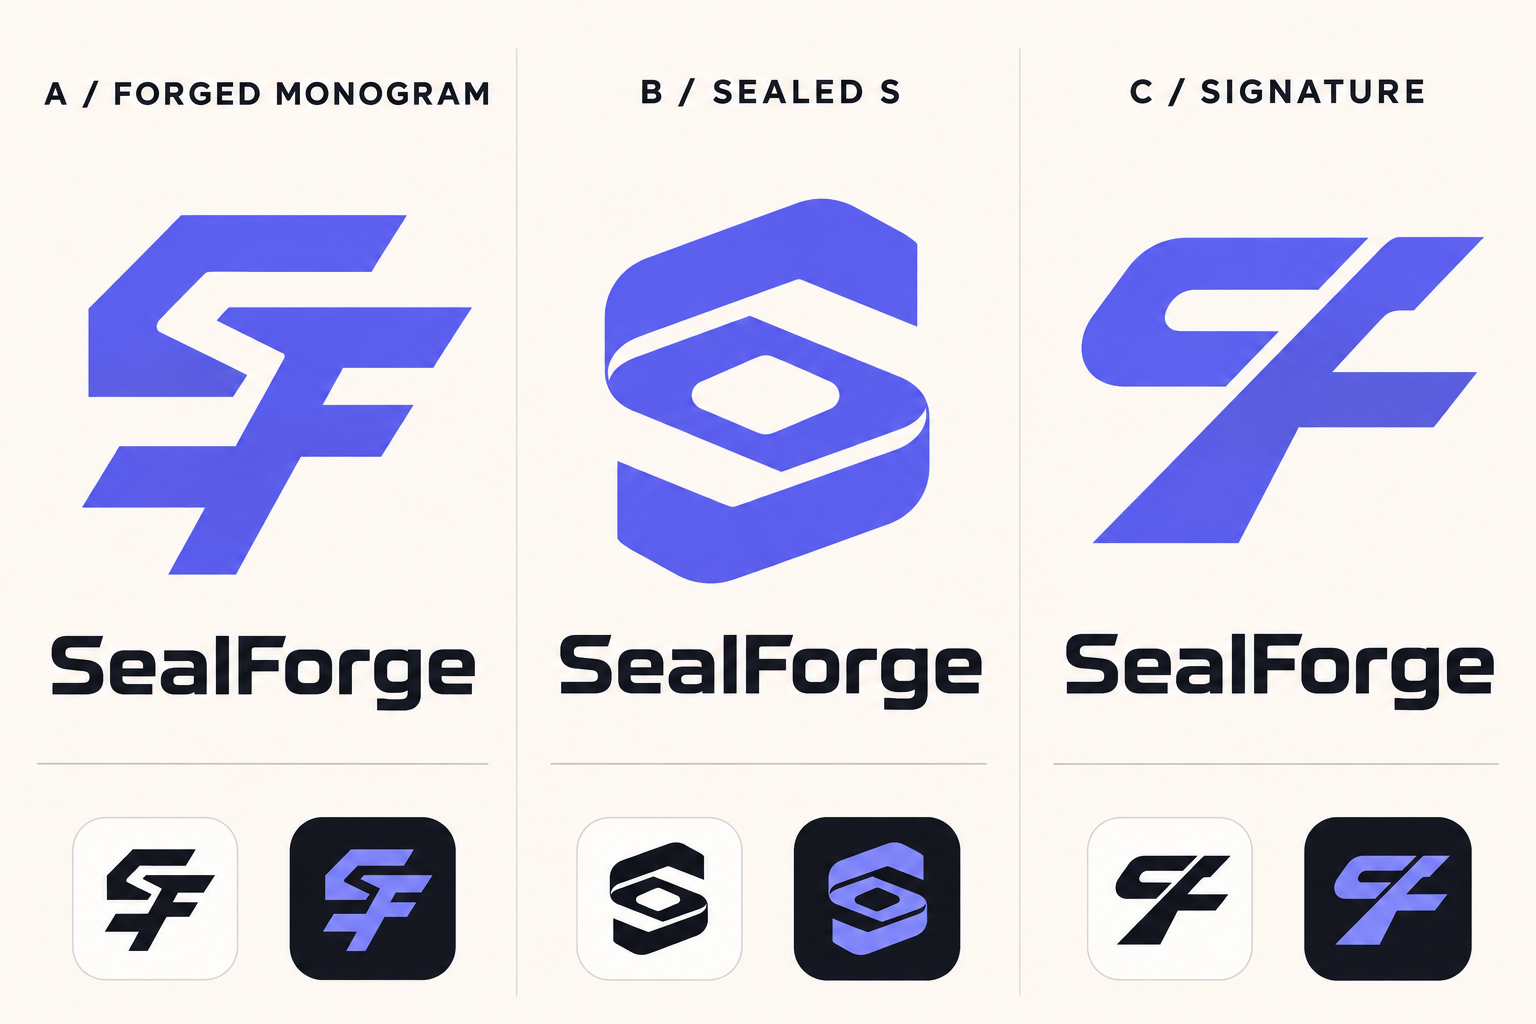 A / FORGED MONOGRAM
SealForge
B / SEALED S
SealForge
C / SIGNATURE
SealForge